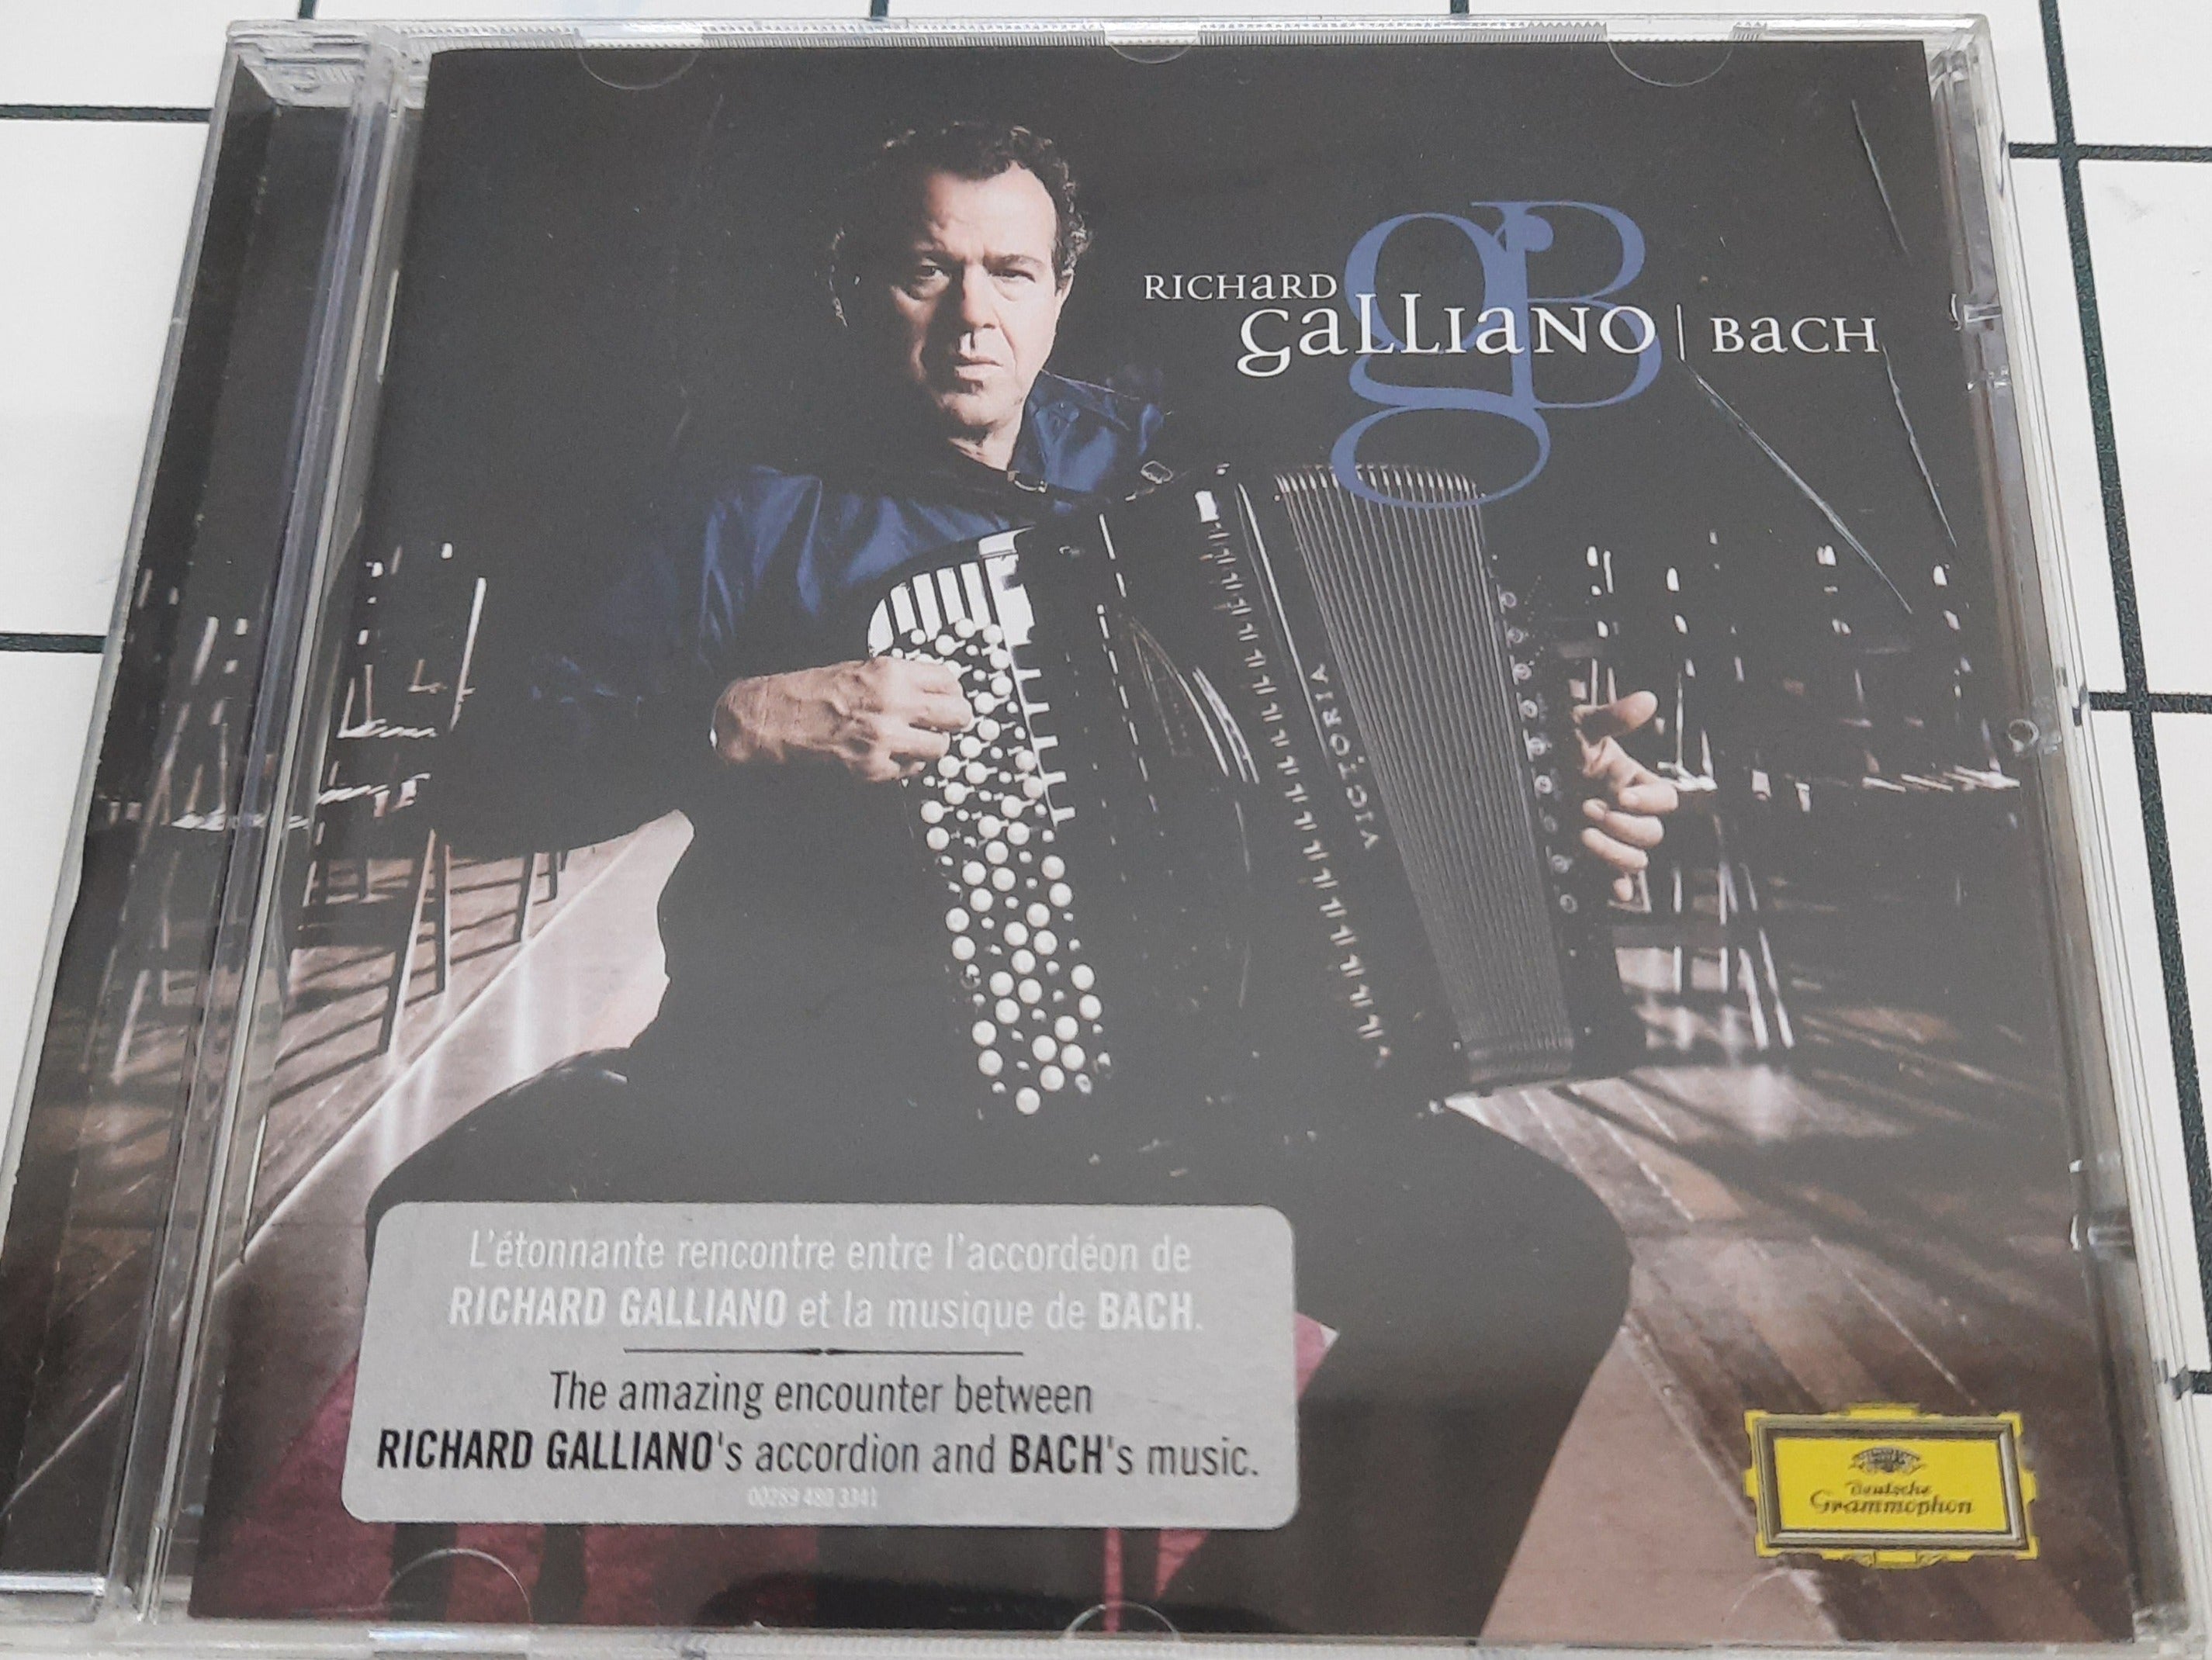 gB
RICHaRD
gaLLIaNO | BaCH
VICTORIA
L'étonnante rencontre entre l'accordéon de
RICHARD GALLIANO et la musique de BACH.
The amazing encounter between
RICHARD GALLIANO's accordion and BACH's music.
00289 480 3341
Deutsche
Grammophon